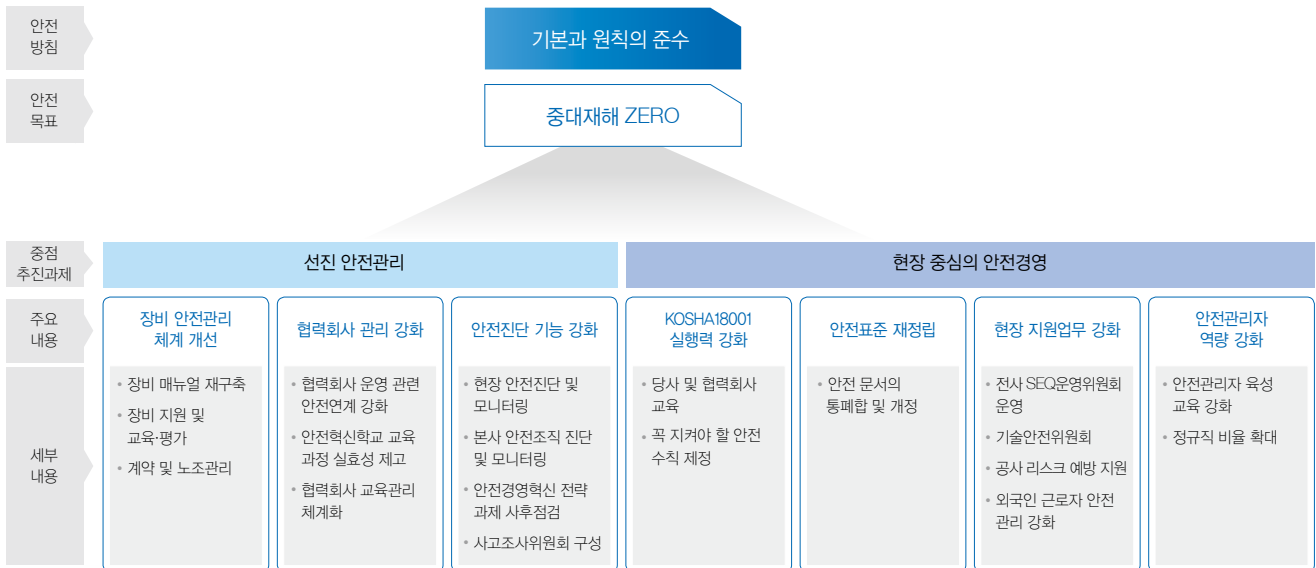 안전
방침
기본과 원칙의 준수
안전
목표
중대재해 ZERO
중점
추진과제
선진 안전관리
현장 중심의 안전경영
주요
내용
장비 안전관리
체계 개선
협력회사 관리 강화
안전진단 기능 강화
KOSHA18001
실행력 강화
안전표준 재정립
현장 지원업무 강화
안전관리자
역량 강화
세부
내용
• 장비 매뉴얼 재구축
• 장비 지원 및
교육·평가
• 계약 및 노조관리
• 협력회사 운영 관련
안전연계 강화
• 안전혁신학교 교육
과정 실효성 제고
• 협력회사 교육관리
체계화
• 현장 안전진단 및
모니터링
• 본사 안전조직 진단
및 모니터링
• 안전경영혁신 전략
과제 사후점검
• 사고조사위원회 구성
• 당사 및 협력회사
교육
• 꼭 지켜야 할 안전
수칙 제정
• 안전 문서의
통폐합 및 개정
• 전사 SEQ운영위원회
운영
• 기술안전위원회
• 공사 리스크 예방 지원
• 외국인 근로자 안전
관리 강화
• 안전관리자 육성
교육 강화
• 정규직 비율 확대